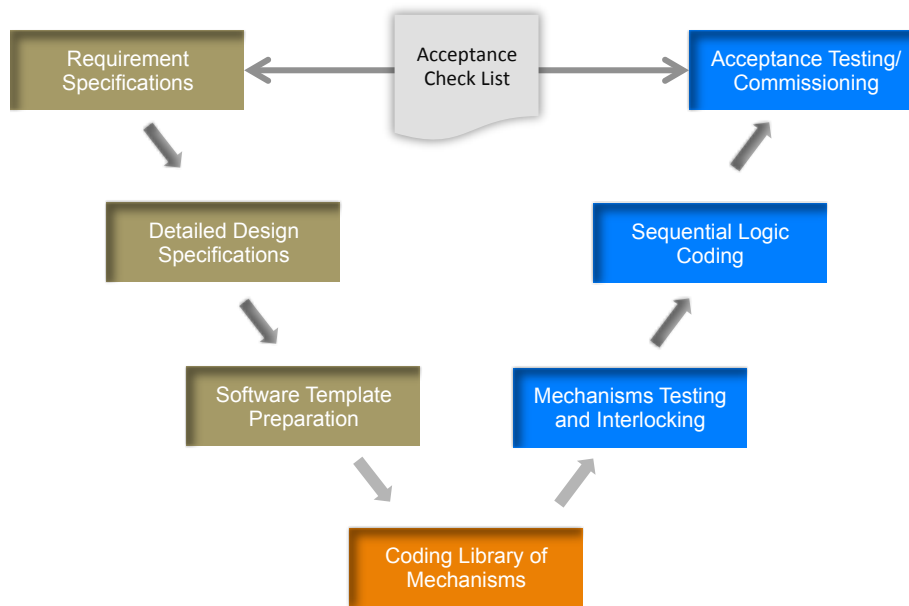 Requirement
Specifications
Acceptance
Check List
Acceptance Testing/
Commissioning
Detailed Design
Specifications
Sequential Logic
Coding
Software Template
Preparation
Mechanisms Testing
and Interlocking
Coding Library of
Mechanisms